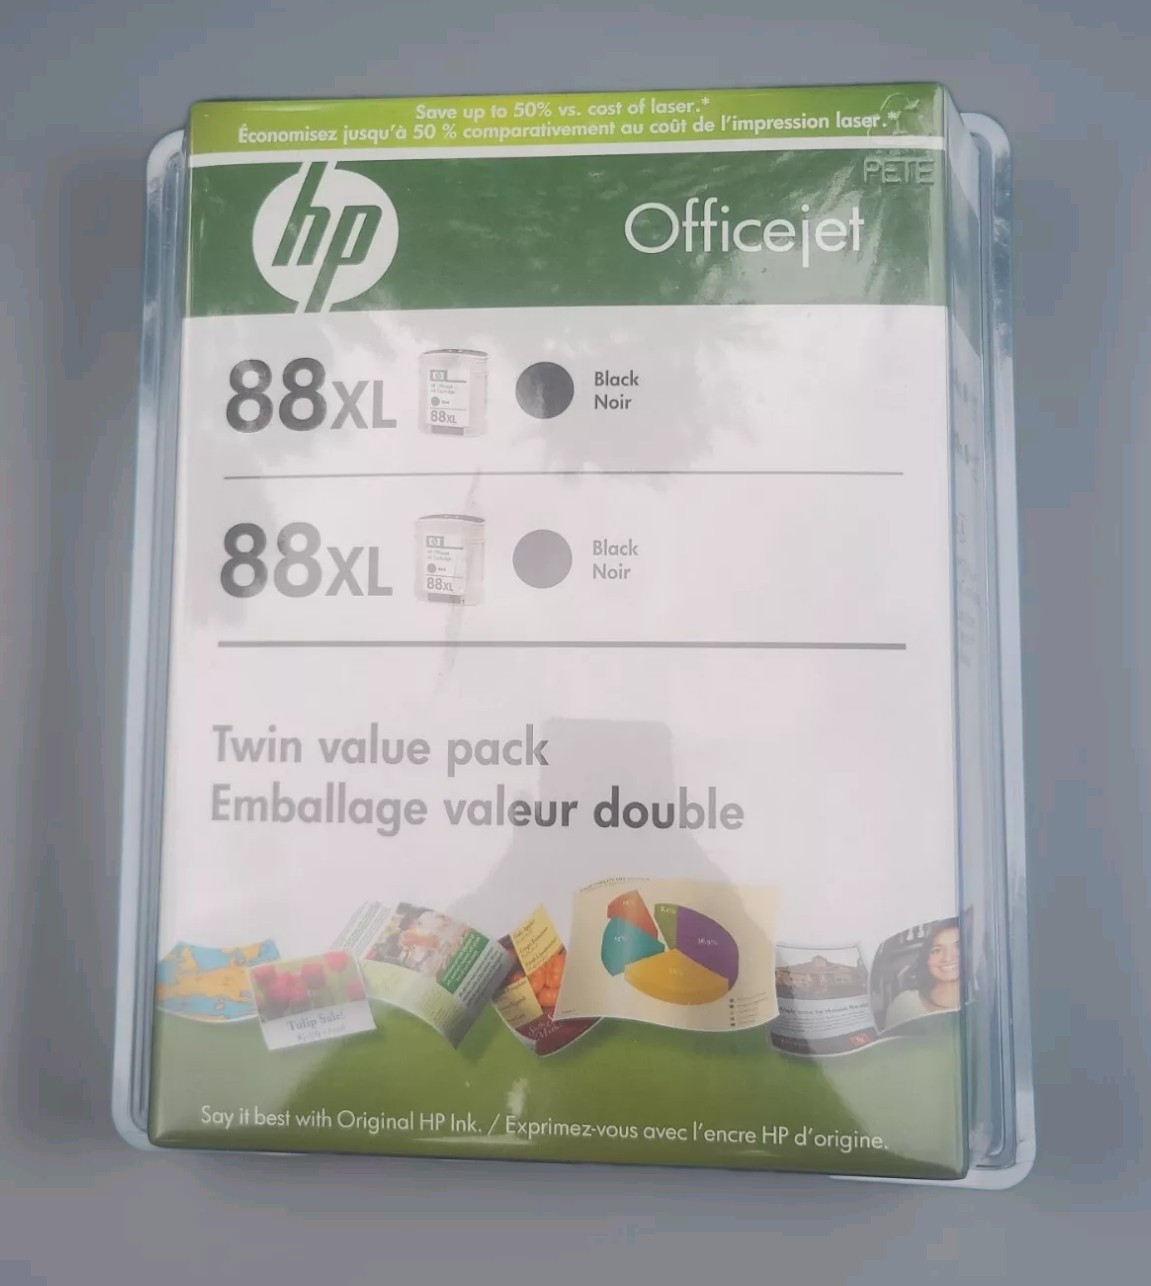 Save up to 50% vs. cost of laser.*
Économisez jusqu'à 50 % comparativement au coût de l'impression laser.*
PETE
hp
Officejet
88XL
88XL
Black
Noir
88XL
88XL
Black
Noir
Twin value pack
Emballage valeur double
Tulip Sale!
Say it best with Original HP Ink. / Exprimez-vous avec l'encre HP d'origine.